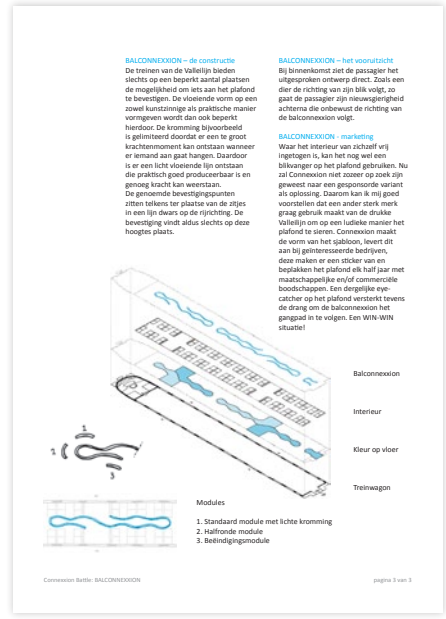 BALCONNEXXION – de constructie
De treinen van de Valleilijn bieden
slechts op een beperkt aantal plaatsen
de mogelijkheid om iets aan het plafond
te bevestigen. De vloeiende vorm op een
zowel kunstzinnige als praktische manier
vormgeven wordt dan ook beperkt
hierdoor. De kromming bijvoorbeeld
is gelimiteerd doordat er een te groot
krachtenmoment kan ontstaan wanneer
er iemand aan gaat hangen. Daardoor
is er een licht vloeiende lijn ontstaan
die praktisch goed produceerbaar is en
genoeg kracht kan weerstaan.
De genoemde bevestigingspunten
zitten telkens ter plaatse van de zitjes
in een lijn dwars op de rijrichting. De
bevestiging vindt aldus slechts op deze
hoogtes plaats.
BALCONNEXXION – het vooruitzicht
Bij binnenkomst ziet de passagier het
uitgesproken ontwerp direct. Zoals een
dier de richting van zijn blik volgt, zo
gaat de passagier zijn nieuwsgierigheid
achterna die onbewust de richting van
de balconnexxion volgt.
BALCONNEXXION - marketing
Waar het interieur van zichzelf vrij
ingetogen is, kan het nog wel een
blikvanger op het plafond gebruiken. Nu
zal Connexxion niet zozeer op zoek zijn
geweest naar een gesponsorde variant
als oplossing. Daarom kan ik mij goed
voorstellen dat een ander sterk merk
graag gebruik maakt van de drukke
Valleilijn om op een ludieke manier het
plafond te sieren. Connexxion maakt
de vorm van het sjabloon, levert dit
aan bij geïnteresseerde bedrijven,
deze maken er een sticker van en
beplakken het plafond elk half jaar met
maatschappelijke en/of commerciële
boodschappen. Een dergelijke eye-
catcher op het plafond versterkt tevens
de drang om de balconnexxion het
gangpad in te volgen. Een WIN-WIN
situatie!
Balconnexxion
Interieur
Kleur op vloer
Treinwagon
2
1
1
3
Modules
1. Standaard module met lichte kromming
2. Halfronde module
3. Beëindigingsmodule
Connexxion Battle: BALCONNEXXION
pagina 3 van 3